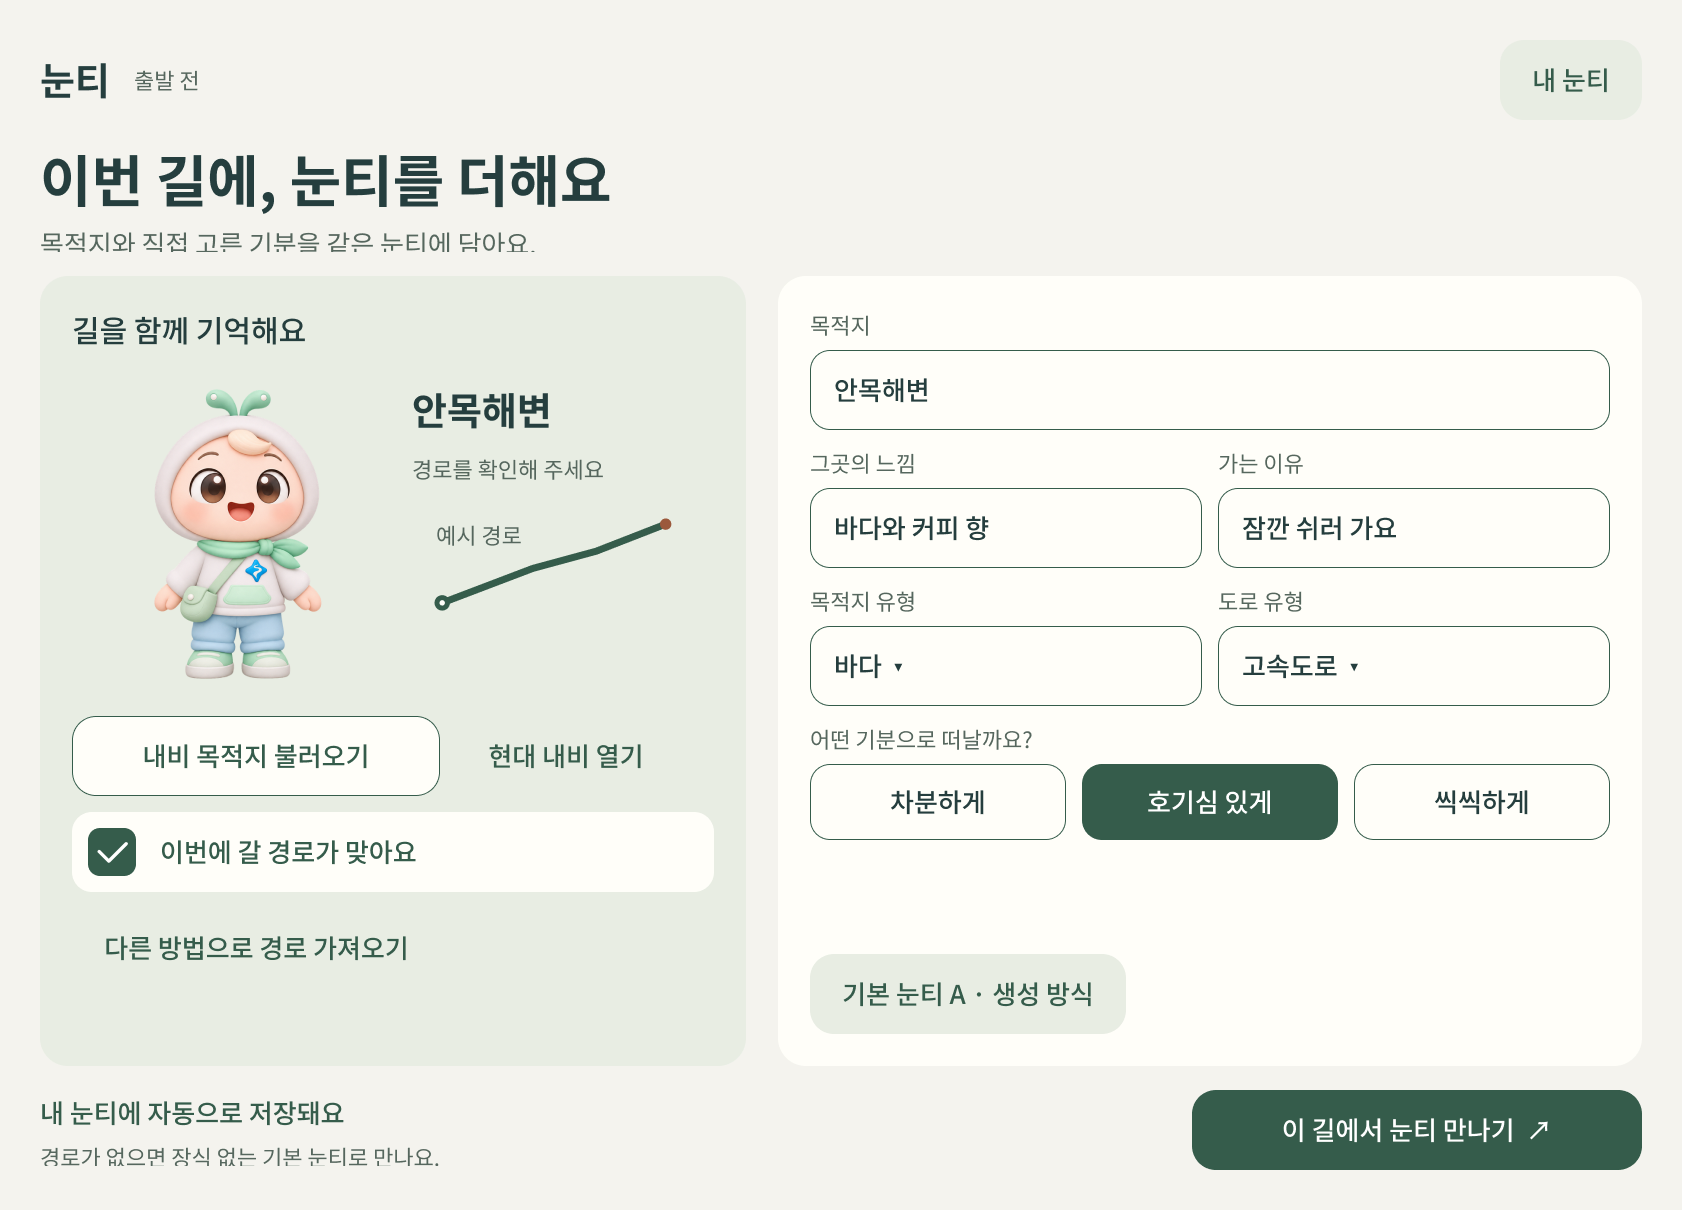 눈티
출발 전
내 눈티
이번 길에, 눈티를 더해요
목적지와 직접 고른 기분을 같은 눈티에 담아요.
길을 함께 기억해요
안목해변
경로를 확인해 주세요
예시 경로
내비 목적지 불러오기
현대 내비 열기
이번에 갈 경로가 맞아요
다른 방법으로 경로 가져오기
목적지
안목해변
그곳의 느낌
바다와 커피 향
가는 이유
잠깐 쉬러 가요
목적지 유형
바다 ▾
도로 유형
고속도로 ▾
어떤 기분으로 떠날까요?
차분하게
호기심 있게
씩씩하게
기본 눈티 A · 생성 방식
내 눈티에 자동으로 저장돼요
경로가 없으면 장식 없는 기본 눈티로 만나요.
이 길에서 눈티 만나기 ↗